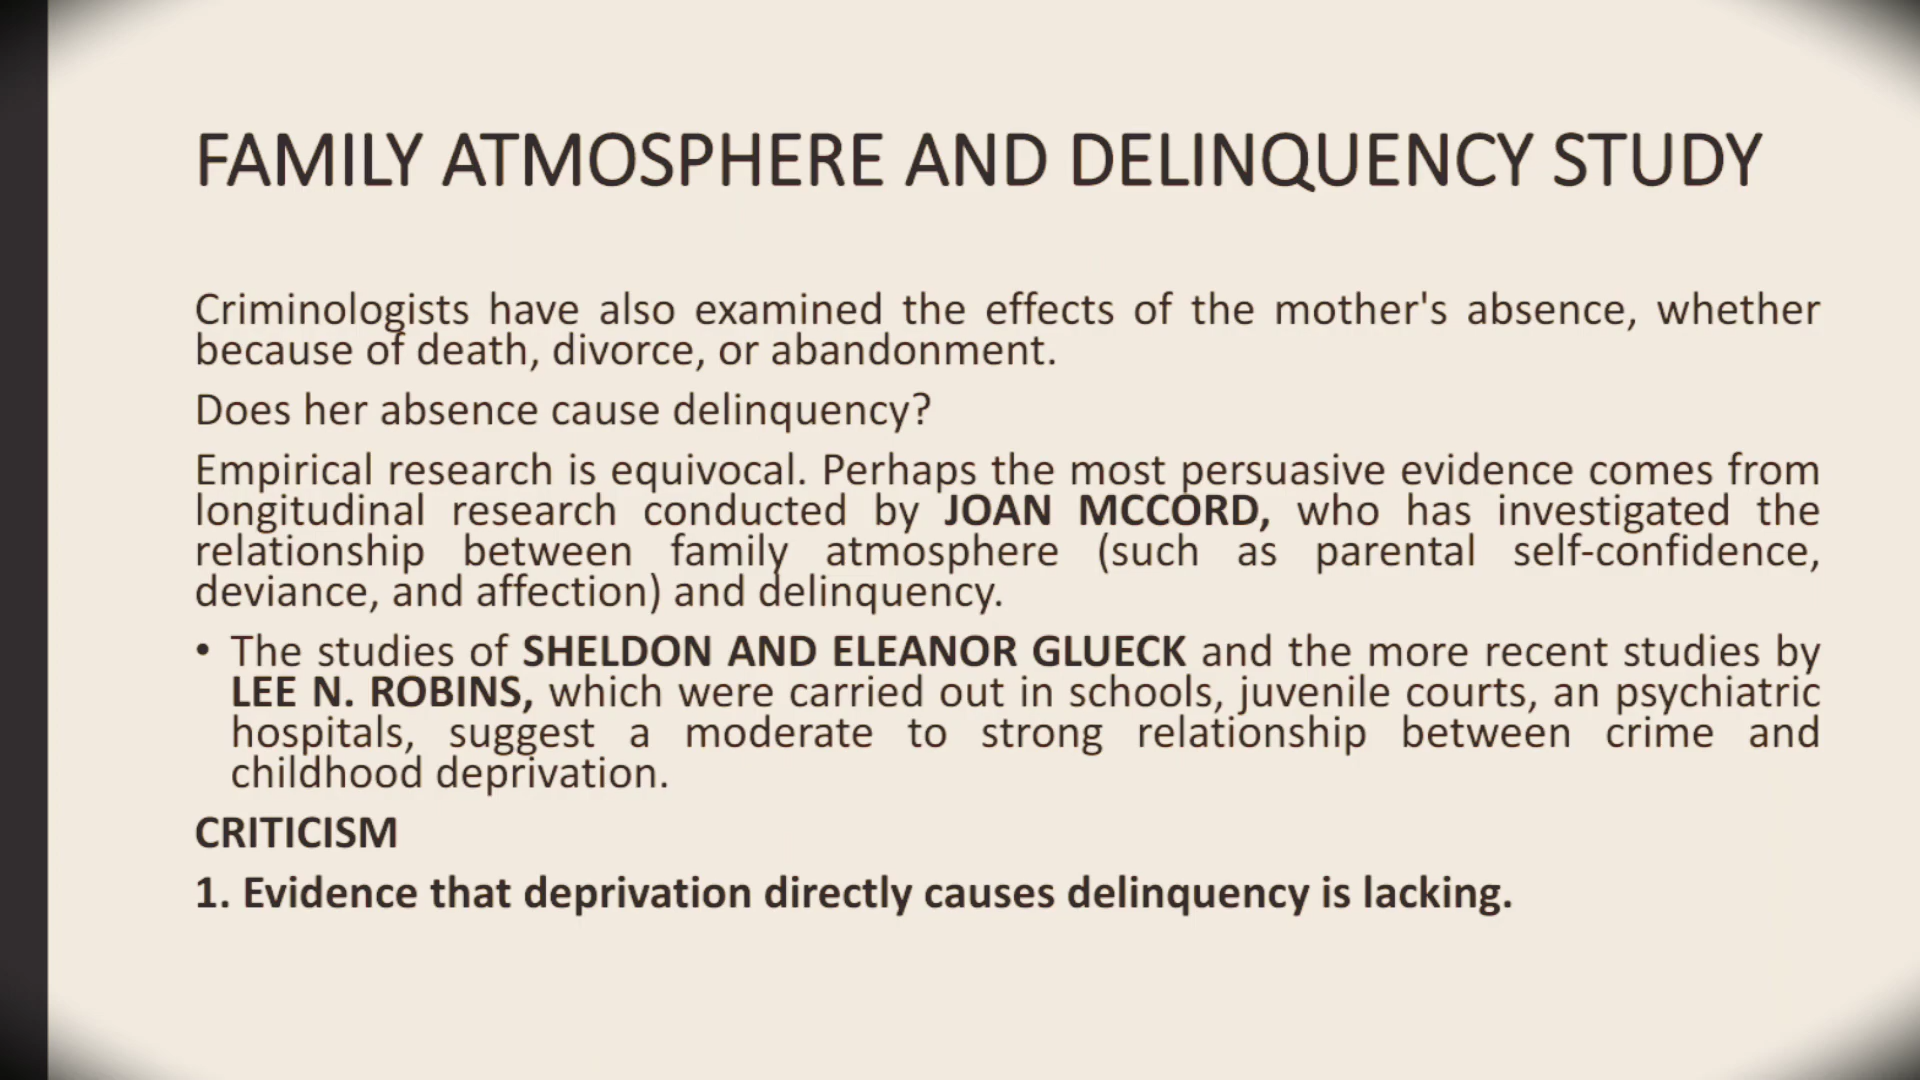 FAMILY ATMOSPHERE AND DELINQUENCY STUDY
Criminologists have also examined the effects of the mother's absence, whether
because of death, divorce, or abandonment.
Does her absence cause delinquency?
Empirical research is equivocal. Perhaps the most persuasive evidence comes from
longitudinal research conducted by JOAN MCCORD, who has investigated the
relationship between family atmosphere (such as parental self-confidence,
deviance, and affection) and delinquency.
• The studies of SHELDON AND ELEANOR GLUECK and the more recent studies by
LEE N. ROBINS, which were carried out in schools, juvenile courts, an psychiatric
hospitals, suggest a moderate to strong relationship between crime and
childhood deprivation.
CRITICISM
1. Evidence that deprivation directly causes delinquency is lacking.